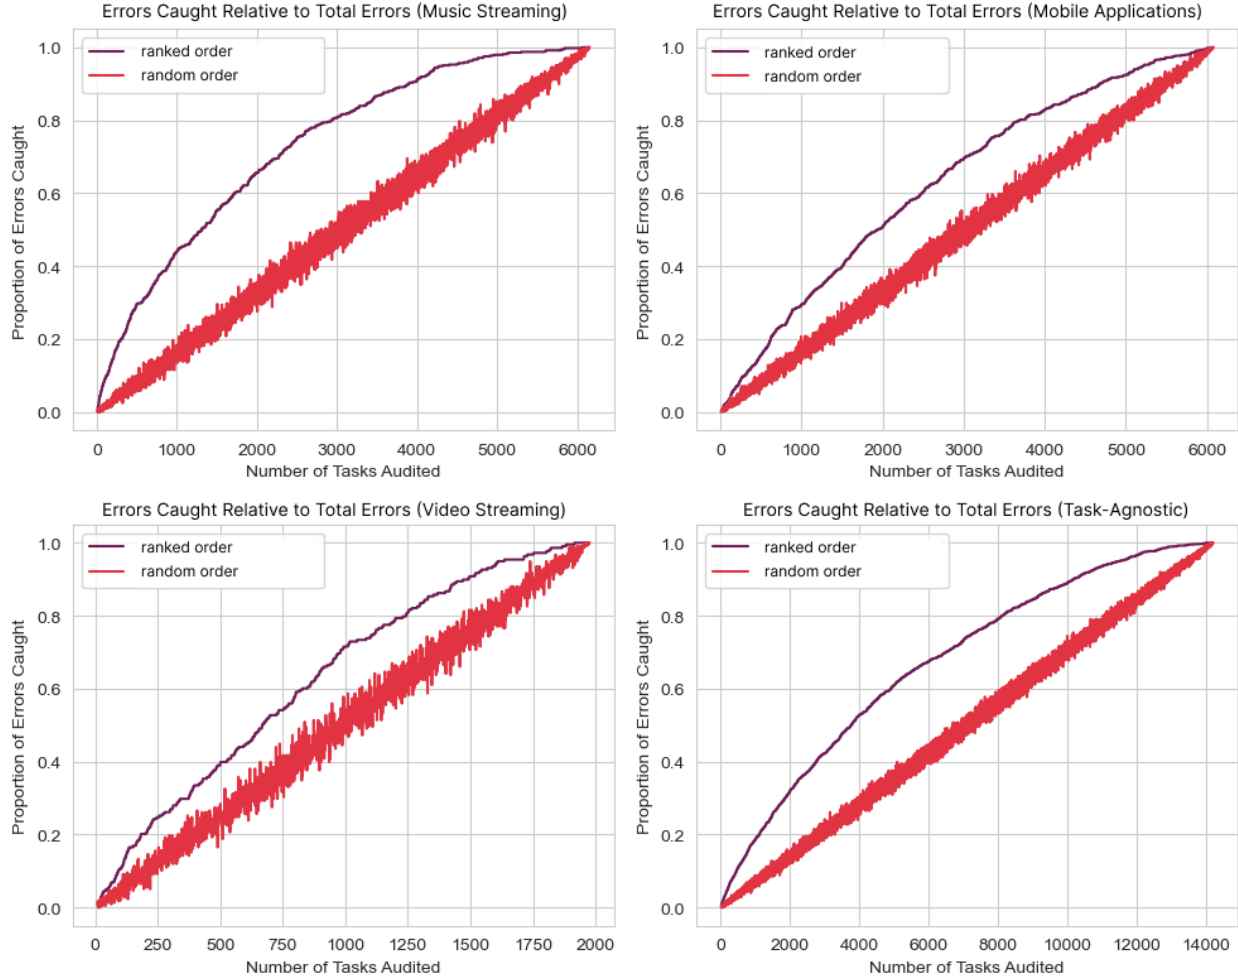 Errors Caught Relative to Total Errors (Music Streaming)
ranked order
random order
1.0
0.8
0.6
0.4
0.2
0.0
Proportion of Errors Caught
0 1000 2000 3000 4000 5000 6000
Number of Tasks Audited
Errors Caught Relative to Total Errors (Mobile Applications)
ranked order
random order
1.0
0.8
0.6
0.4
0.2
0.0
Proportion of Errors Caught
0 1000 2000 3000 4000 5000 6000
Number of Tasks Audited
Errors Caught Relative to Total Errors (Video Streaming)
ranked order
random order
1.0
0.8
0.6
0.4
0.2
0.0
Proportion of Errors Caught
0 250 500 750 1000 1250 1500 1750 2000
Number of Tasks Audited
Errors Caught Relative to Total Errors (Task-Agnostic)
ranked order
random order
1.0
0.8
0.6
0.4
0.2
0.0
Proportion of Errors Caught
0 2000 4000 6000 8000 10000 12000 14000
Number of Tasks Audited